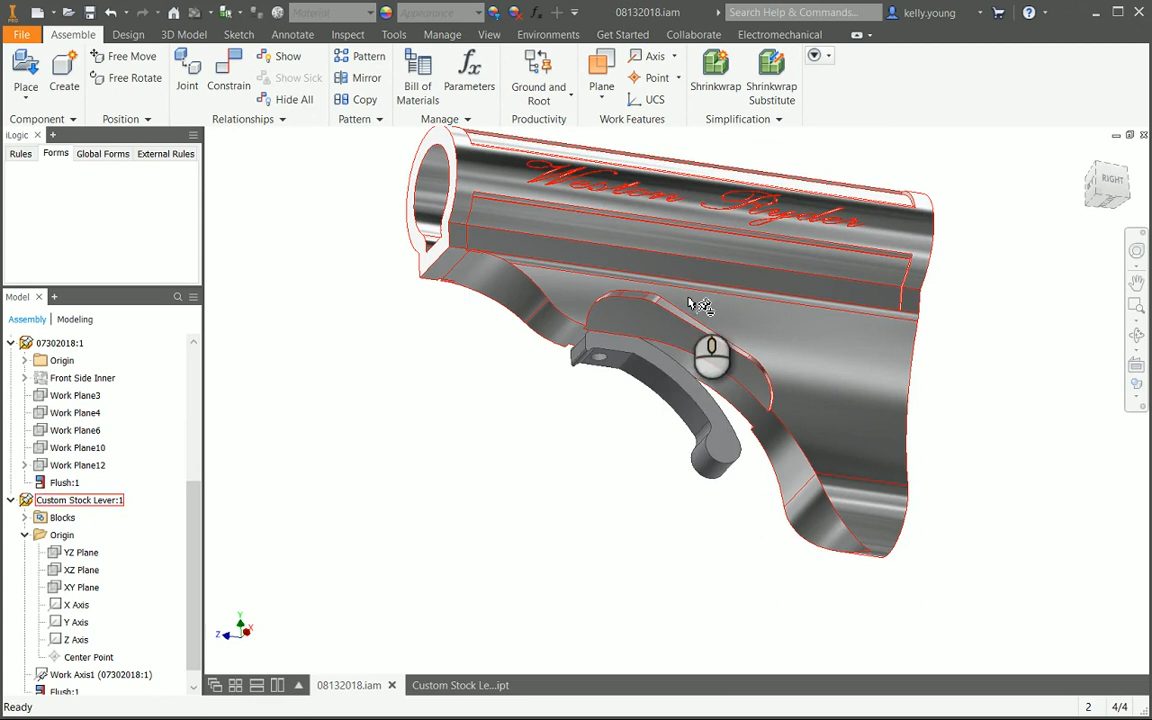 PRO
Material
Appearance
08132018.iam
Search Help & Commands...
kelly.young
File
Assemble
Design
3D Model
Sketch
Annotate
Inspect
Tools
Manage
View
Environments
Get Started
Collaborate
Electromechanical
Place
Create
Free Move
Free Rotate
Joint
Constrain
Show
Show Sick
Hide All
Pattern
Mirror
Copy
Bill of Materials
Parameters
Ground and Root
Plane
Axis
Point
UCS
Shrinkwrap
Shrinkwrap Substitute
Component
Position
Relationships
Pattern
Manage
Productivity
Work Features
Simplification
iLogic
Rules
Forms
Global Forms
External Rules
Model
Assembly
Modeling
07302018:1
Origin
Front Side Inner
Work Plane3
Work Plane4
Work Plane6
Work Plane10
Work Plane12
Flush:1
Custom Stock Lever:1
Blocks
Origin
YZ Plane
XZ Plane
XY Plane
X Axis
Y Axis
Z Axis
Center Point
Work Axis1 (07302018:1)
Flush:1
Western Ryder
RIGHT
Y
Z
X
08132018.iam
Custom Stock Le...ipt
Ready
2
4/4